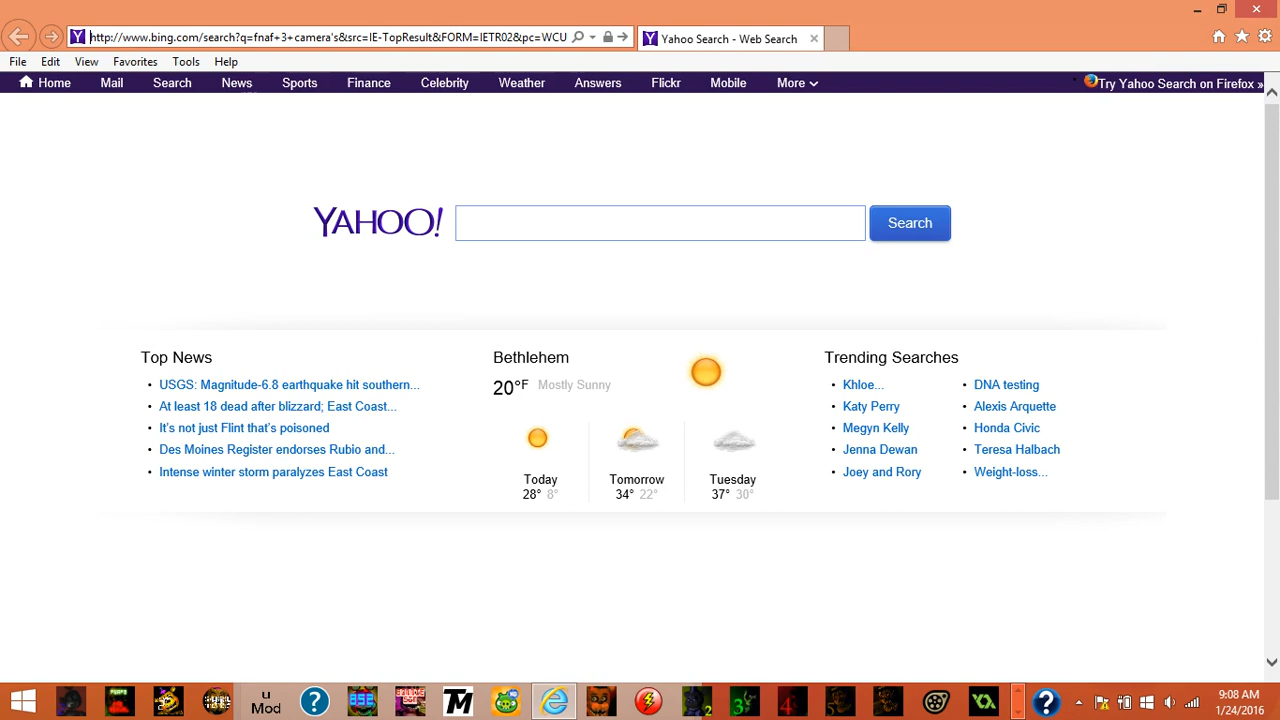 http://www.bing.com/search?q=fnaf+3+camera's&src=IE-TopResult&FORM=IETR02&pc=WCU
Yahoo Search - Web Search
File Edit View Favorites Tools Help
Home Mail Search News Sports Finance Celebrity Weather Answers Flickr Mobile More Try Yahoo Search on Firefox »
YAHOO! Search
Top News
USGS: Magnitude-6.8 earthquake hit southern...
At least 18 dead after blizzard; East Coast...
It's not just Flint that's poisoned
Des Moines Register endorses Rubio and...
Intense winter storm paralyzes East Coast
Bethlehem
20°F Mostly Sunny
Today
28° 8°
Tomorrow
34° 22°
Tuesday
37° 30°
Trending Searches
Khloe...
Katy Perry
Megyn Kelly
Jenna Dewan
Joey and Rory
DNA testing
Alexis Arquette
Honda Civic
Teresa Halbach
Weight-loss...
u
Mod
TM
2
3
4
9:08 AM
1/24/2016